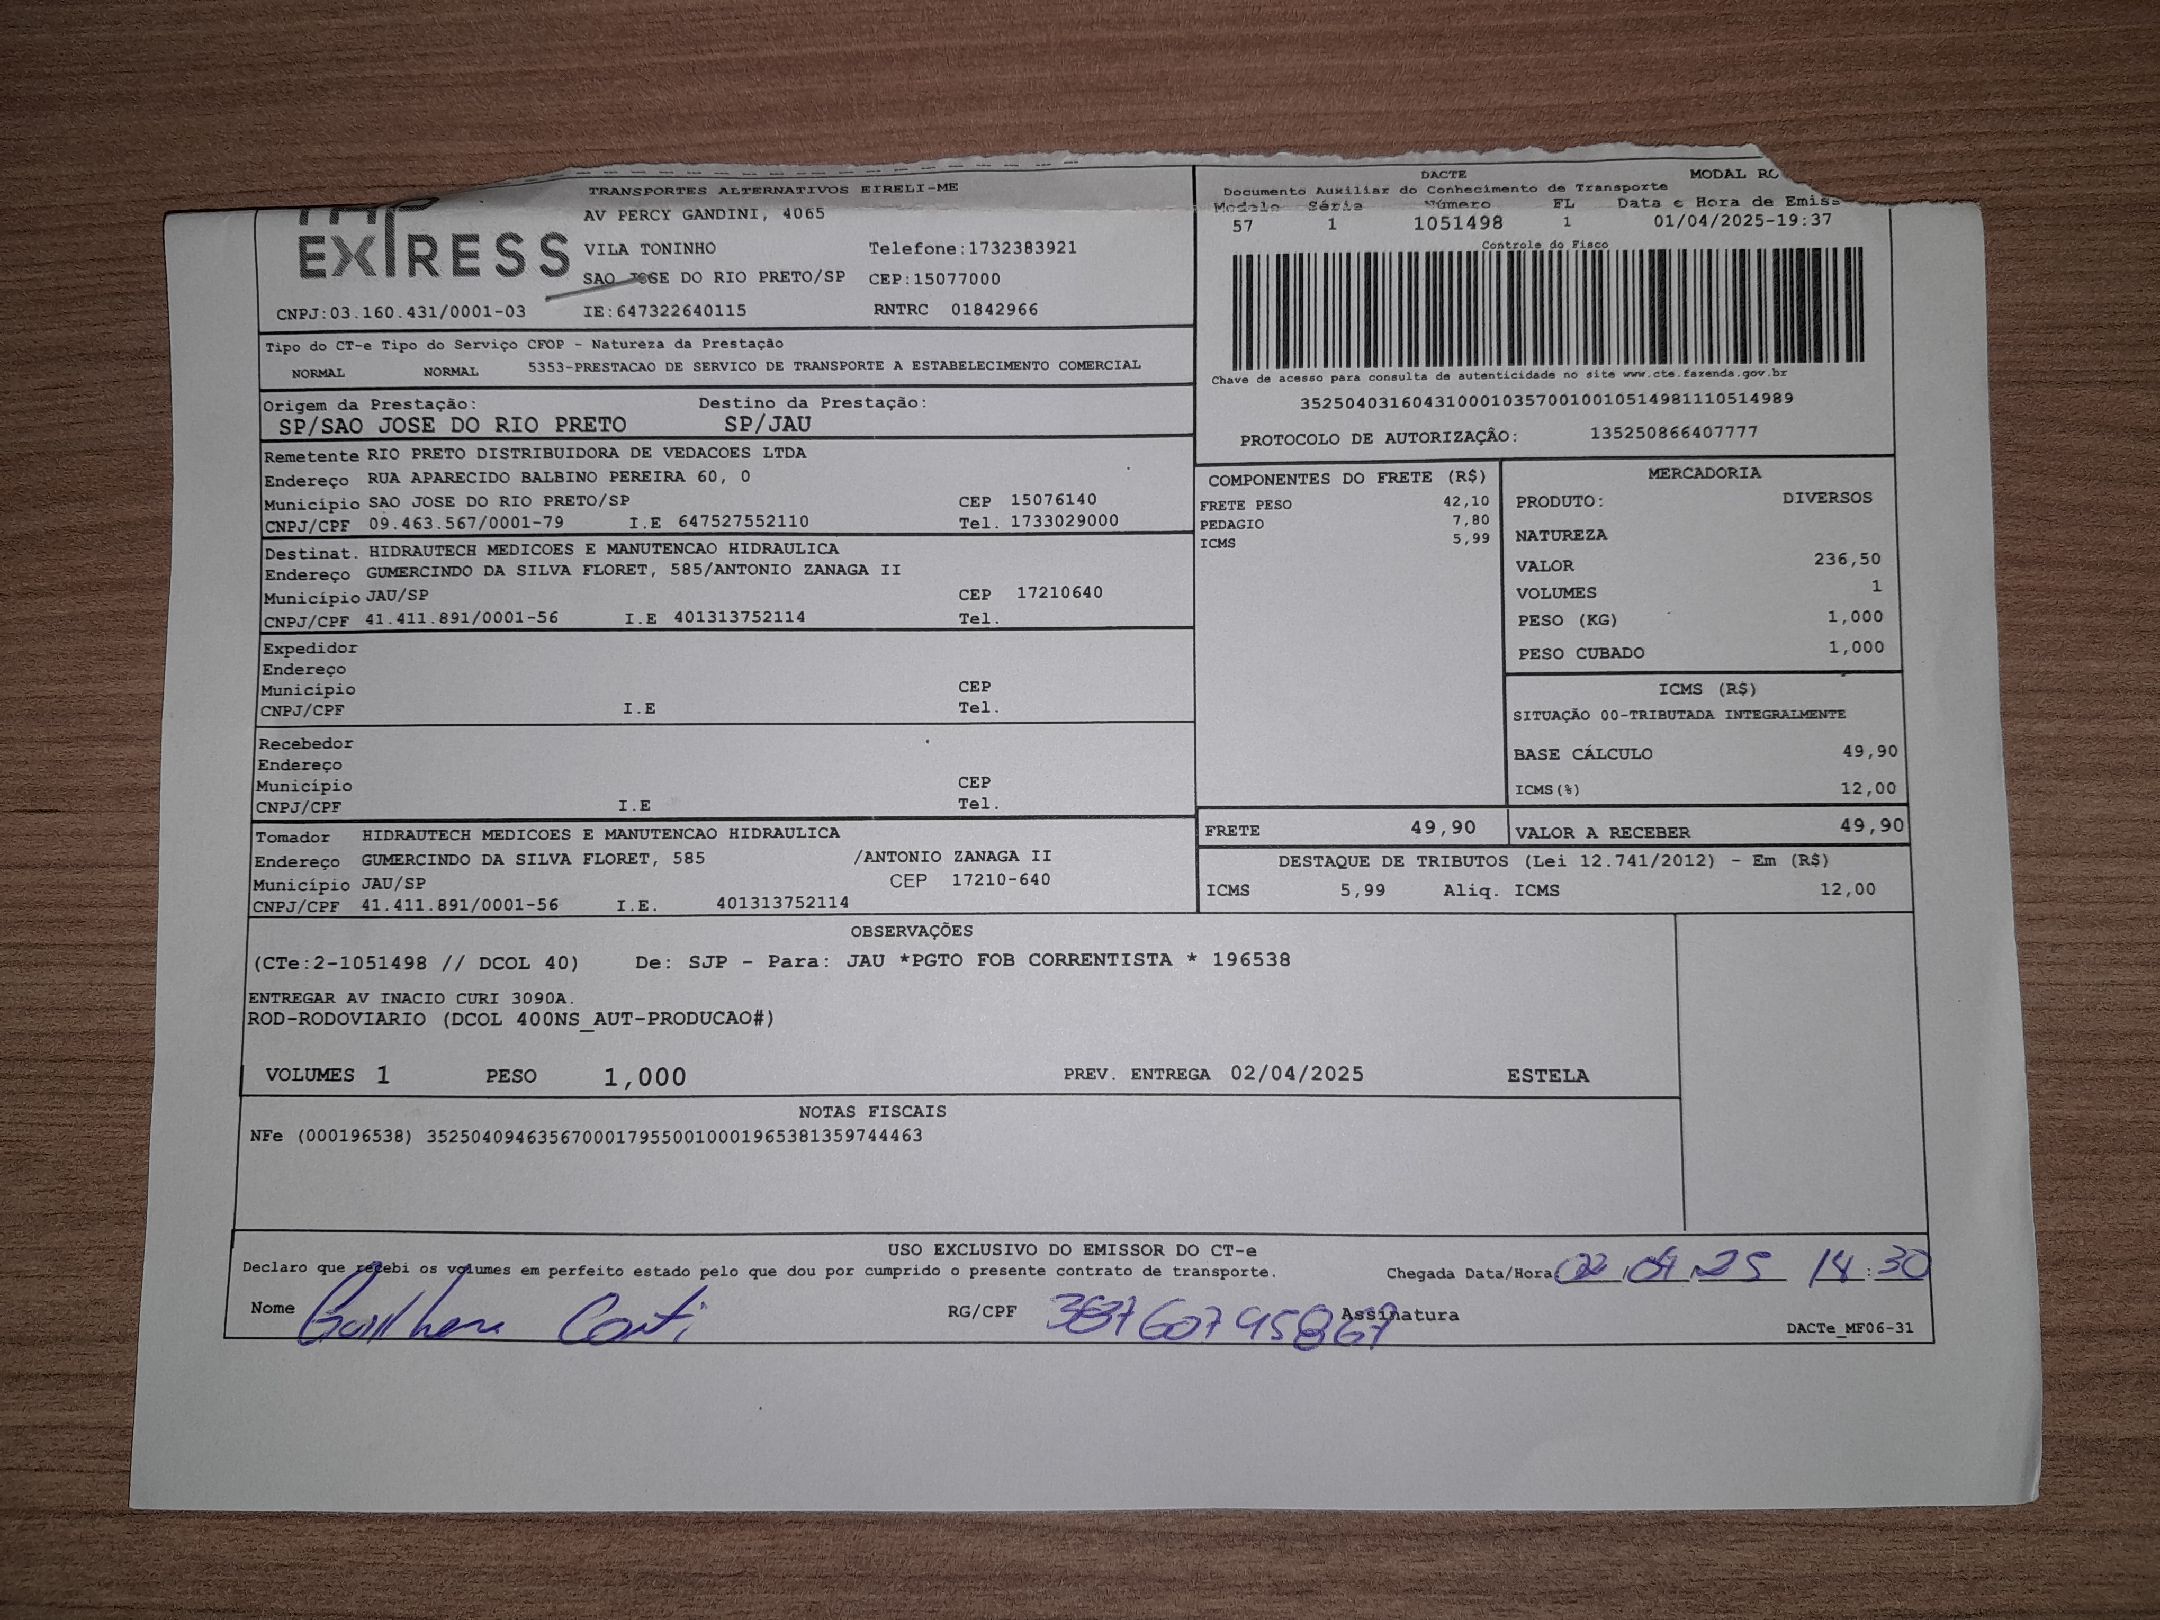 EXPRESS
TRANSPORTES ALTERNATIVOS EIRELI-ME
AV PERCY GANDINI, 4065
VILA TONINHO Telefone:1732383921
SAO JOSE DO RIO PRETO/SP CEP:15077000
CNPJ:03.160.431/0001-03 IE:647322640115 RNTRC 01842966
DACTE MODAL
Documento Auxiliar do Conhecimento de Transporte
Modelo Série Número FL Data e Hora de Emiss
57 1 1051498 1 01/04/2025-19:37
Controle do Fisco
Chave de acesso para consulta de autenticidade no site www.cte.fazenda.gov.br
35250403160431000103570010010514981110514989
PROTOCOLO DE AUTORIZAÇÃO: 135250866407777
Tipo do CT-e Tipo do Serviço CFOP - Natureza da Prestação
NORMAL NORMAL 5353-PRESTACAO DE SERVICO DE TRANSPORTE A ESTABELECIMENTO COMERCIAL
Origem da Prestação: Destino da Prestação:
SP/SAO JOSE DO RIO PRETO SP/JAU
Remetente RIO PRETO DISTRIBUIDORA DE VEDACOES LTDA
Endereço RUA APARECIDO BALBINO PEREIRA 60, 0
Município SAO JOSE DO RIO PRETO/SP CEP 15076140
CNPJ/CPF 09.463.567/0001-79 I.E 647527552110 Tel. 1733029000
Destinat. HIDRAUTECH MEDICOES E MANUTENCAO HIDRAULICA
Endereço GUMERCINDO DA SILVA FLORET, 585/ANTONIO ZANAGA II
Município JAU/SP CEP 17210640
CNPJ/CPF 41.411.891/0001-56 I.E 401313752114 Tel.
Expedidor
Endereço
Município CEP
CNPJ/CPF I.E Tel.
Recebedor
Endereço
Município CEP
CNPJ/CPF I.E Tel.
Tomador HIDRAUTECH MEDICOES E MANUTENCAO HIDRAULICA
Endereço GUMERCINDO DA SILVA FLORET, 585 /ANTONIO ZANAGA II
Município JAU/SP CEP 17210-640
CNPJ/CPF 41.411.891/0001-56 I.E. 401313752114
COMPONENTES DO FRETE (R$)
FRETE PESO 42,10
PEDAGIO 7,80
ICMS 5,99
MERCADORIA
PRODUTO: DIVERSOS
NATUREZA
VALOR 236,50
VOLUMES 1
PESO (KG) 1,000
PESO CUBADO 1,000
ICMS (R$)
SITUAÇÃO 00-TRIBUTADA INTEGRALMENTE
BASE CÁLCULO 49,90
ICMS(%) 12,00
FRETE 49,90 VALOR A RECEBER 49,90
DESTAQUE DE TRIBUTOS (Lei 12.741/2012) - Em (R$)
ICMS 5,99 Aliq. ICMS 12,00
OBSERVAÇÕES
(CTe:2-1051498 // DCOL 40) De: SJP - Para: JAU *PGTO FOB CORRENTISTA * 196538
ENTREGAR AV INACIO CURI 3090A.
ROD-RODOVIARIO (DCOL 400NS_AUT-PRODUCAO#)
VOLUMES 1 PESO 1,000 PREV. ENTREGA 02/04/2025 ESTELA
NOTAS FISCAIS
NFe (000196538) 35250409463567000179550010001965381359744463
USO EXCLUSIVO DO EMISSOR DO CT-e
Declaro que recebi os volumes em perfeito estado pelo que dou por cumprido o presente contrato de transporte. Chegada Data/Hora 02 04 25 14:30
Nome Guilherme Conti RG/CPF Assinatura
DACTe_MF06-31